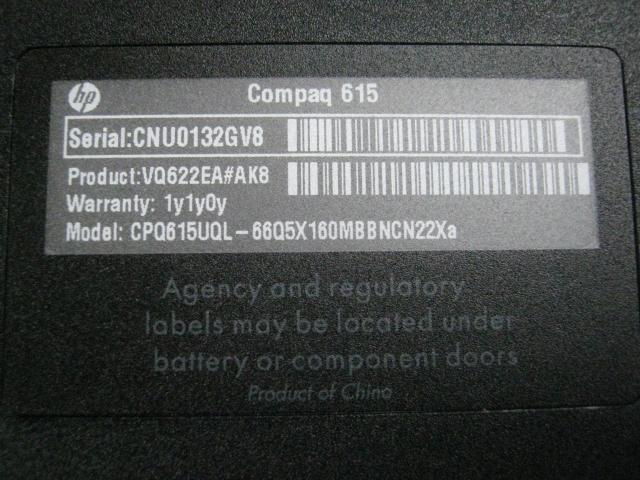 hp
Compaq 615
Serial:CNU0132GV8
Product:VQ622EA#AK8
Warranty: 1y1y0y
Model: CPQ615UQL-66Q5X160MBBNCN22Xa
Agency and regulatory
labels may be located under
battery or component doors
Product of China